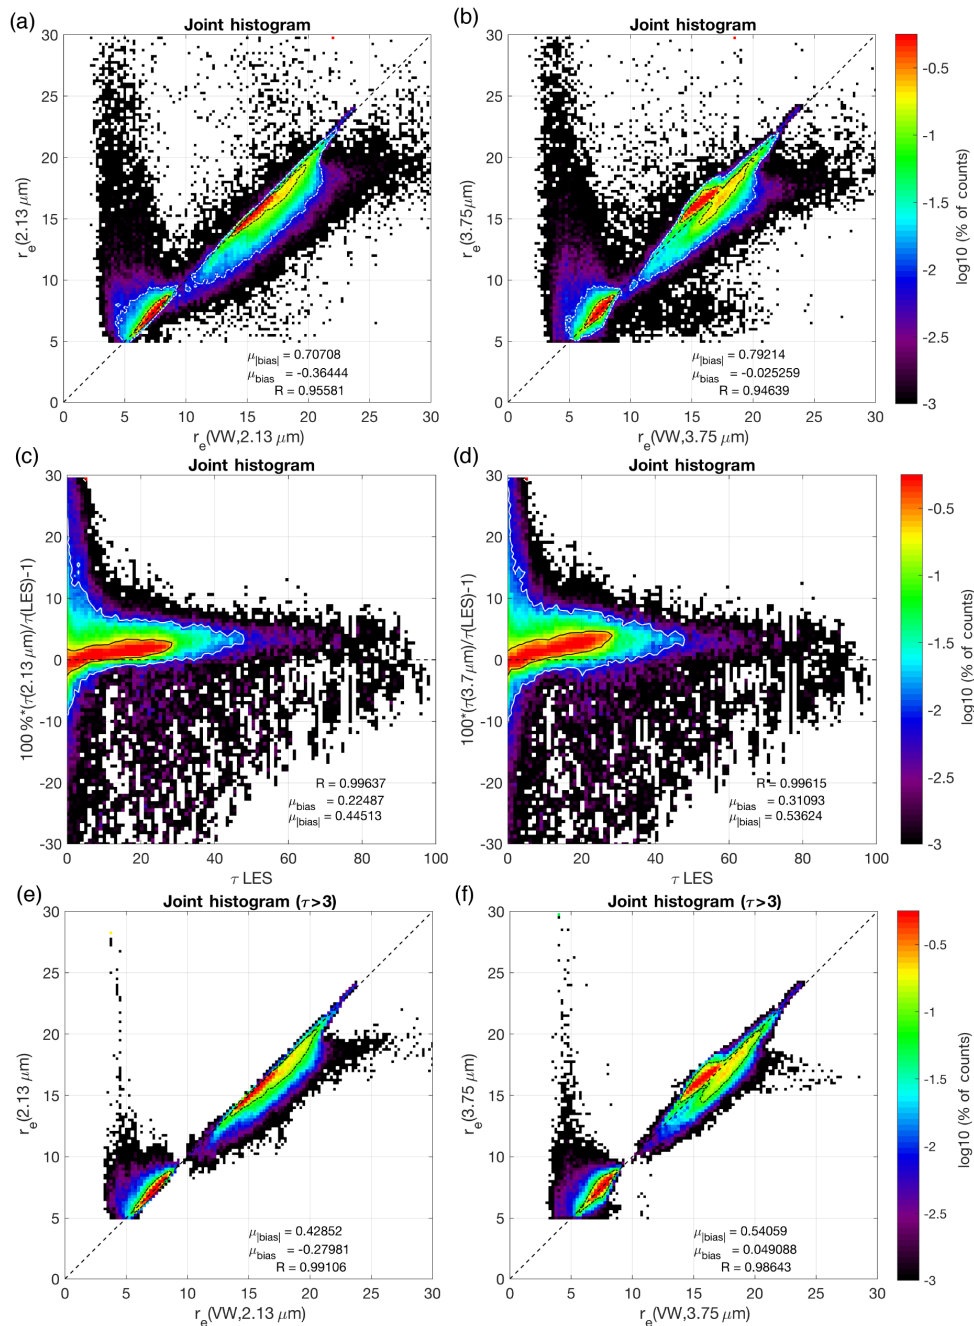 (a)
Joint histogram
30
25
20
15
10
5
0
r_e(2.13 μm)
μ_|bias| = 0.70708
μ_bias = -0.36444
R = 0.95581
0 5 10 15 20 25 30
r_e(VW,2.13 μm)
(b)
Joint histogram
30
25
20
15
10
5
0
r_e(3.75μm)
μ_|bias| = 0.79214
μ_bias = -0.025259
R = 0.94639
0 5 10 15 20 25 30
r_e(VW,3.75 μm)
-0.5
-1
-1.5
-2
-2.5
-3
log10 (% of counts)
(c)
Joint histogram
30
20
10
0
-10
-20
-30
100 %*(τ(2.13 μm)/τ(LES)-1)
R = 0.99637
μ_bias = 0.22487
μ_|bias| = 0.44513
0 20 40 60 80 100
τ LES
(d)
Joint histogram
30
20
10
0
-10
-20
-30
100*(τ(3.7μm)/τ(LES)-1)
R = 0.99615
μ_bias = 0.31093
μ_|bias| = 0.53624
0 20 40 60 80 100
τ LES
-0.5
-1
-1.5
-2
-2.5
-3
log10 (% of counts)
(e)
Joint histogram (τ>3)
30
25
20
15
10
5
0
r_e(2.13 μm)
μ_|bias| = 0.42852
μ_bias = -0.27981
R = 0.99106
0 5 10 15 20 25 30
r_e(VW,2.13 μm)
(f)
Joint histogram (τ>3)
30
25
20
15
10
5
0
r_e(3.75 μm)
μ_|bias| = 0.54059
μ_bias = 0.049088
R = 0.98643
0 5 10 15 20 25 30
r_e(VW,3.75 μm)
-0.5
-1
-1.5
-2
-2.5
-3
log10 (% of counts)